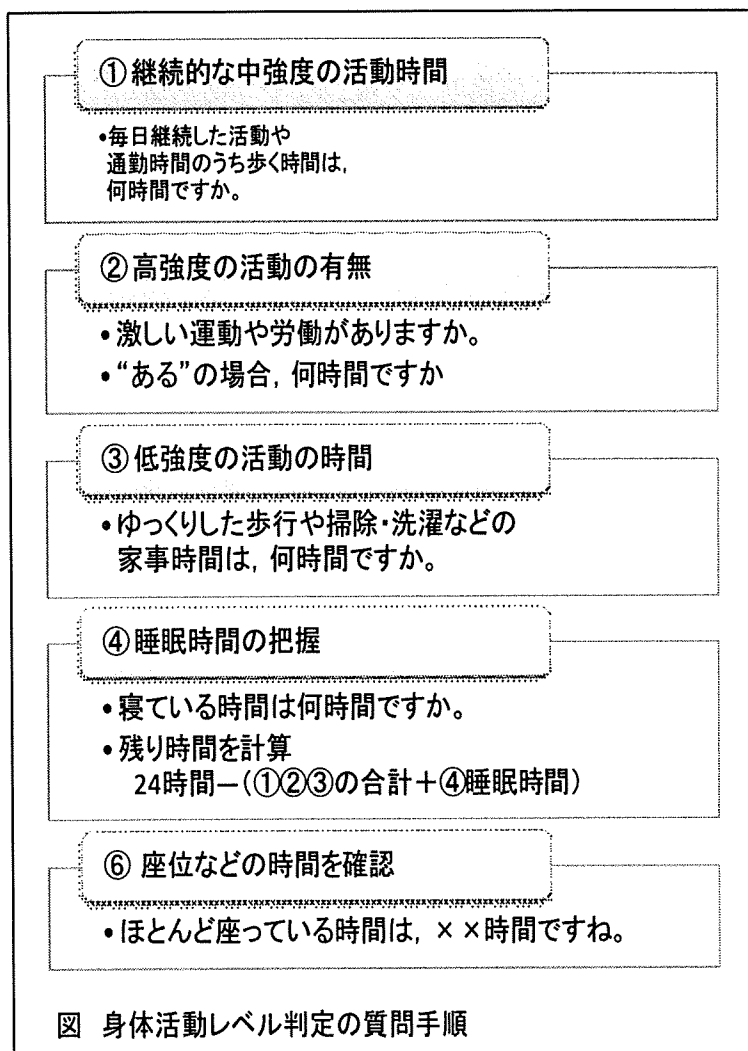 ①継続的な中強度の活動時間
•毎日継続した活動や
通勤時間のうち歩く時間は,
何時間ですか。
②高強度の活動の有無
•激しい運動や労働がありますか。
•“ある”の場合, 何時間ですか
③低強度の活動の時間
•ゆっくりした歩行や掃除・洗濯などの
家事時間は, 何時間ですか。
④睡眠時間の把握
•寝ている時間は何時間ですか。
•残り時間を計算
24時間－(①②③の合計＋④睡眠時間)
⑥ 座位などの時間を確認
•ほとんど座っている時間は, ××時間ですね。
図 身体活動レベル判定の質問手順